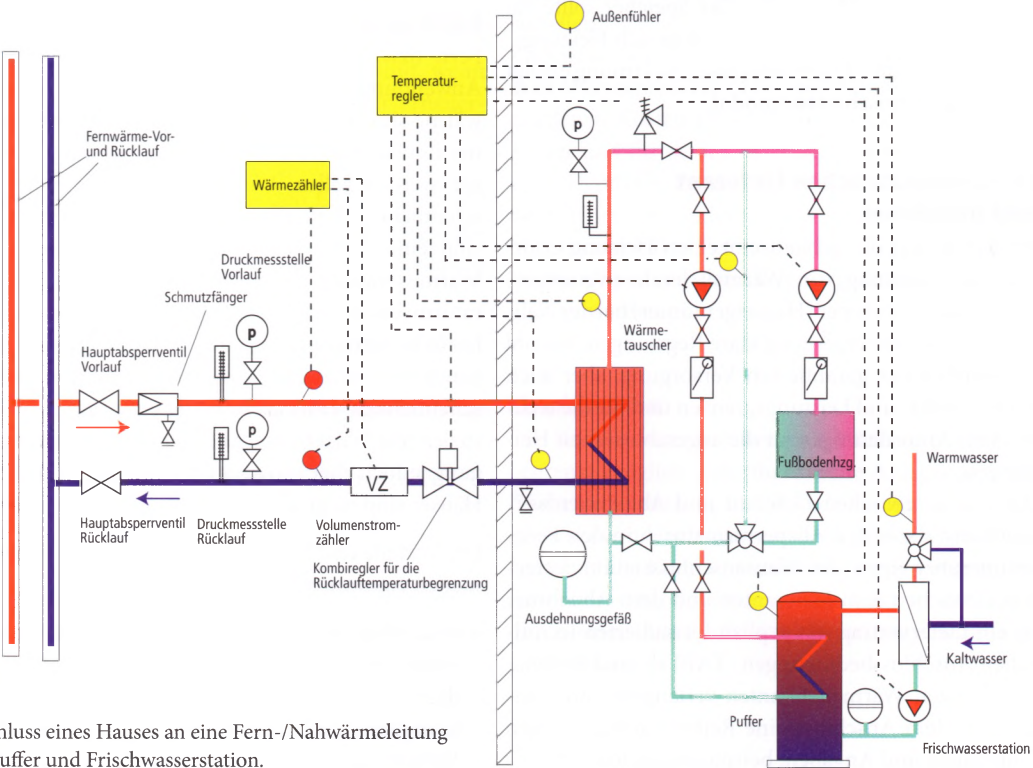 Außenfühler
Temperatur-
regler
p
Fernwärme-Vor-
und Rücklauf
Wärmezähler
Druckmessstelle
Vorlauf
Schmutzfänger
Wärme-
tauscher
p
Hauptabsperrventil
Vorlauf
p
Fußbodenhzg.
Warmwasser
VZ
Hauptabsperrventil
Rücklauf
Druckmessstelle
Rücklauf
Volumenstrom-
zähler
Kombiregler für die
Rücklauftemperaturbegrenzung
Ausdehnungsgefäß
Kaltwasser
Puffer
Frischwasserstation
hluss eines Hauses an eine Fern-/Nahwärmeleitung
uffer und Frischwasserstation.